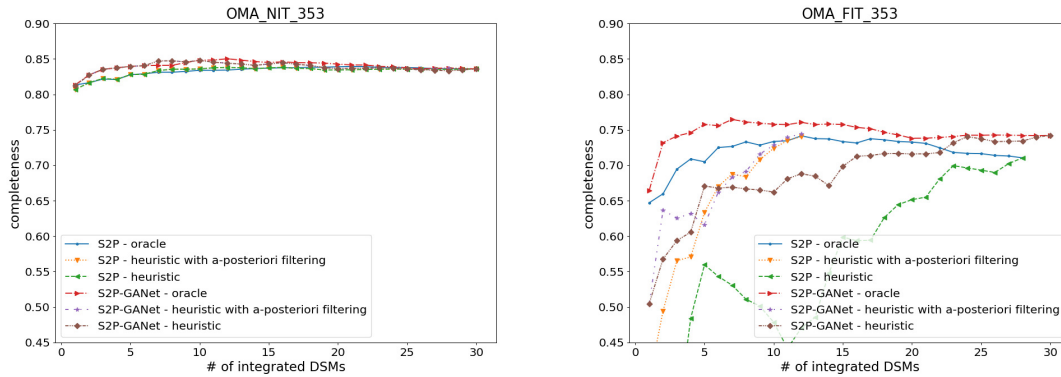 OMA_NIT_353
completeness
0.90
0.85
0.80
0.75
0.70
0.65
0.60
0.55
0.50
0.45
S2P - oracle
S2P - heuristic with a-posteriori filtering
S2P - heuristic
S2P-GANet - oracle
S2P-GANet - heuristic with a-posteriori filtering
S2P-GANet - heuristic
0 5 10 15 20 25 30
# of integrated DSMs
OMA_FIT_353
completeness
0.90
0.85
0.80
0.75
0.70
0.65
0.60
0.55
0.50
0.45
S2P - oracle
S2P - heuristic with a-posteriori filtering
S2P - heuristic
S2P-GANet - oracle
S2P-GANet - heuristic with a-posteriori filtering
S2P-GANet - heuristic
0 5 10 15 20 25 30
# of integrated DSMs